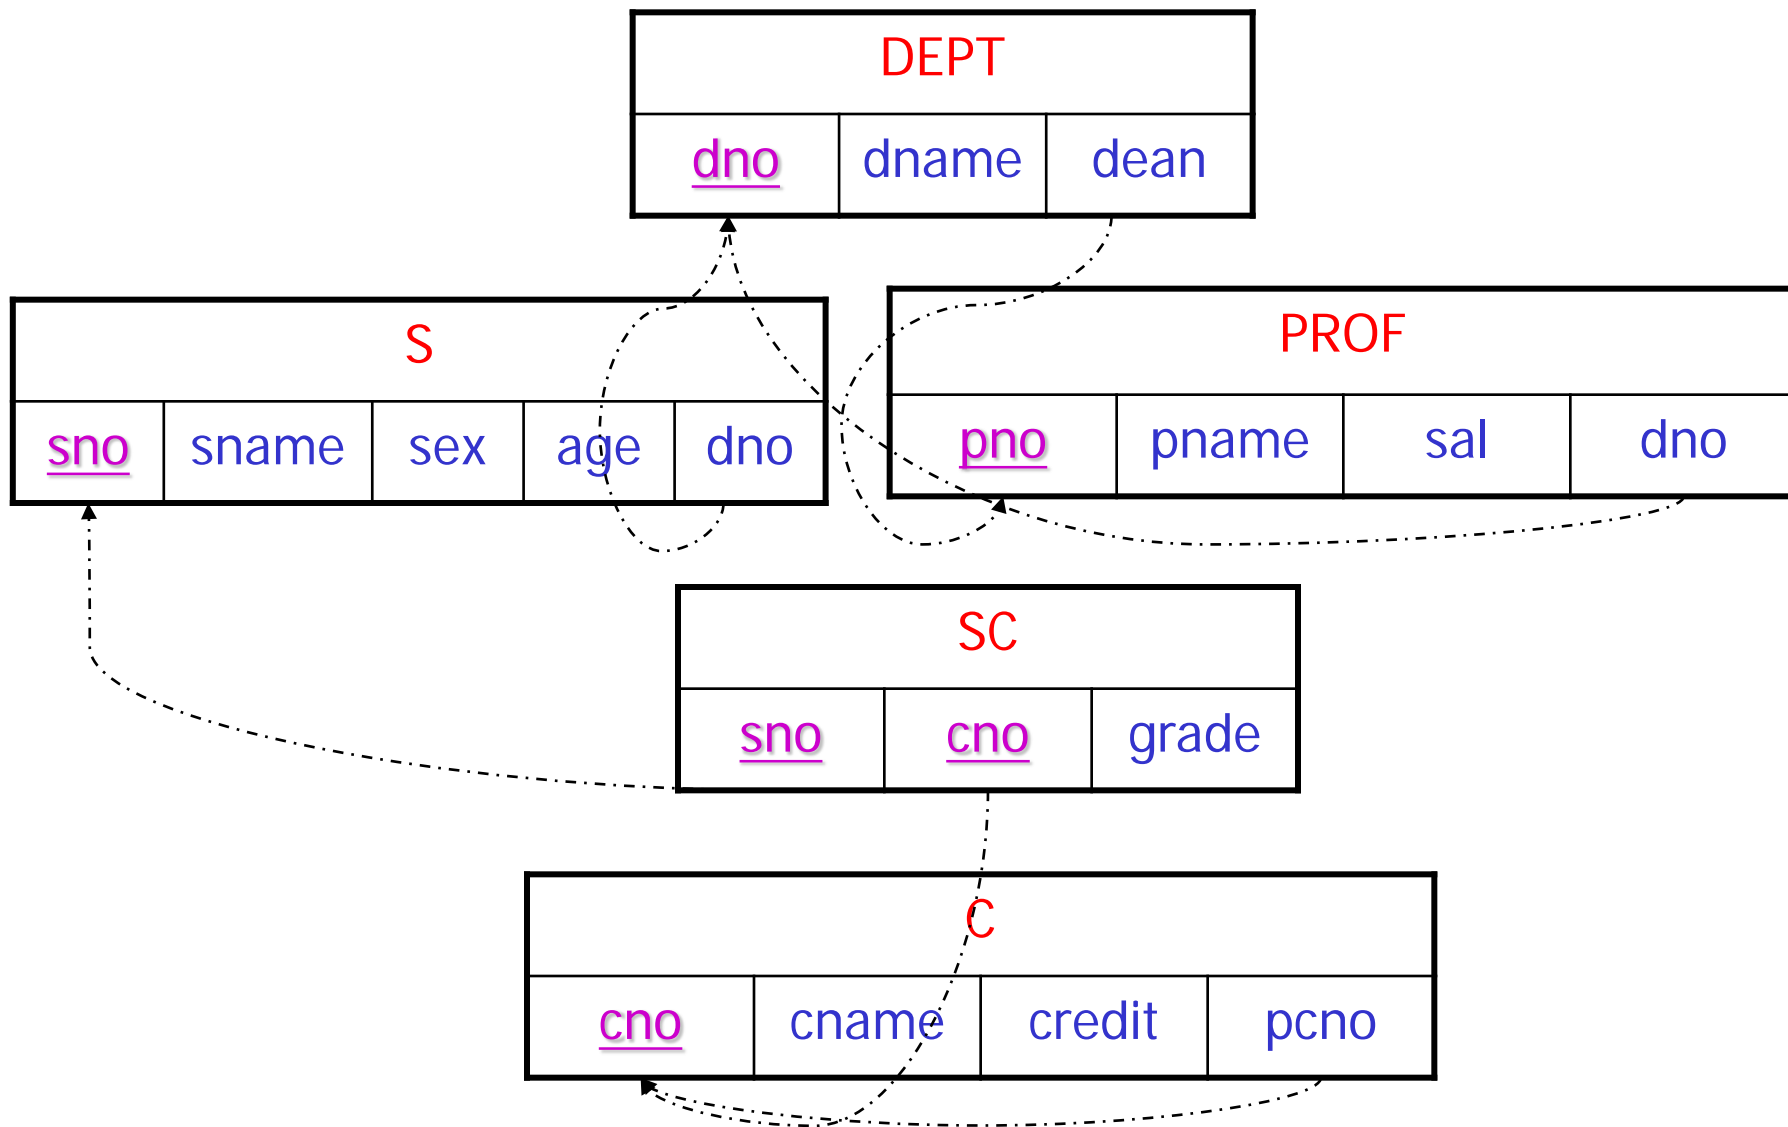 DEPT
dno dname dean
S
sno sname sex age dno
PROF
pno pname sal dno
SC
sno cno grade
C
cno cname credit pcno